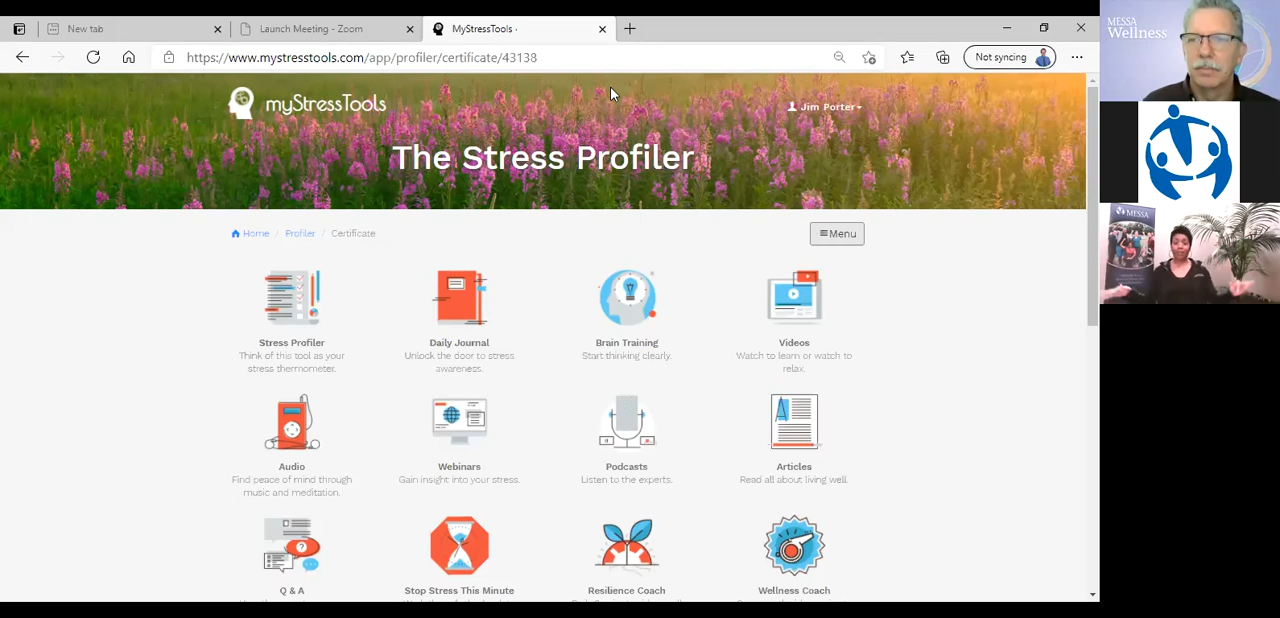 New tab
Launch Meeting - Zoom
MyStressTools -
https://www.mystresstools.com/app/profiler/certificate/43138
Not syncing
myStressTools
Jim Porter
The Stress Profiler
Home / Profiler / Certificate
Menu
Stress Profiler
Think of this tool as your
stress thermometer.
Daily Journal
Unlock the door to stress
awareness.
Brain Training
Start thinking clearly.
Videos
Watch to learn or watch to
relax.
Audio
Find peace of mind through
music and meditation.
Webinars
Gain insight into your stress.
Podcasts
Listen to the experts.
Articles
Read all about living well.
Q & A
Stop Stress This Minute
Resilience Coach
Wellness Coach
MESSA
Wellness
MESSA